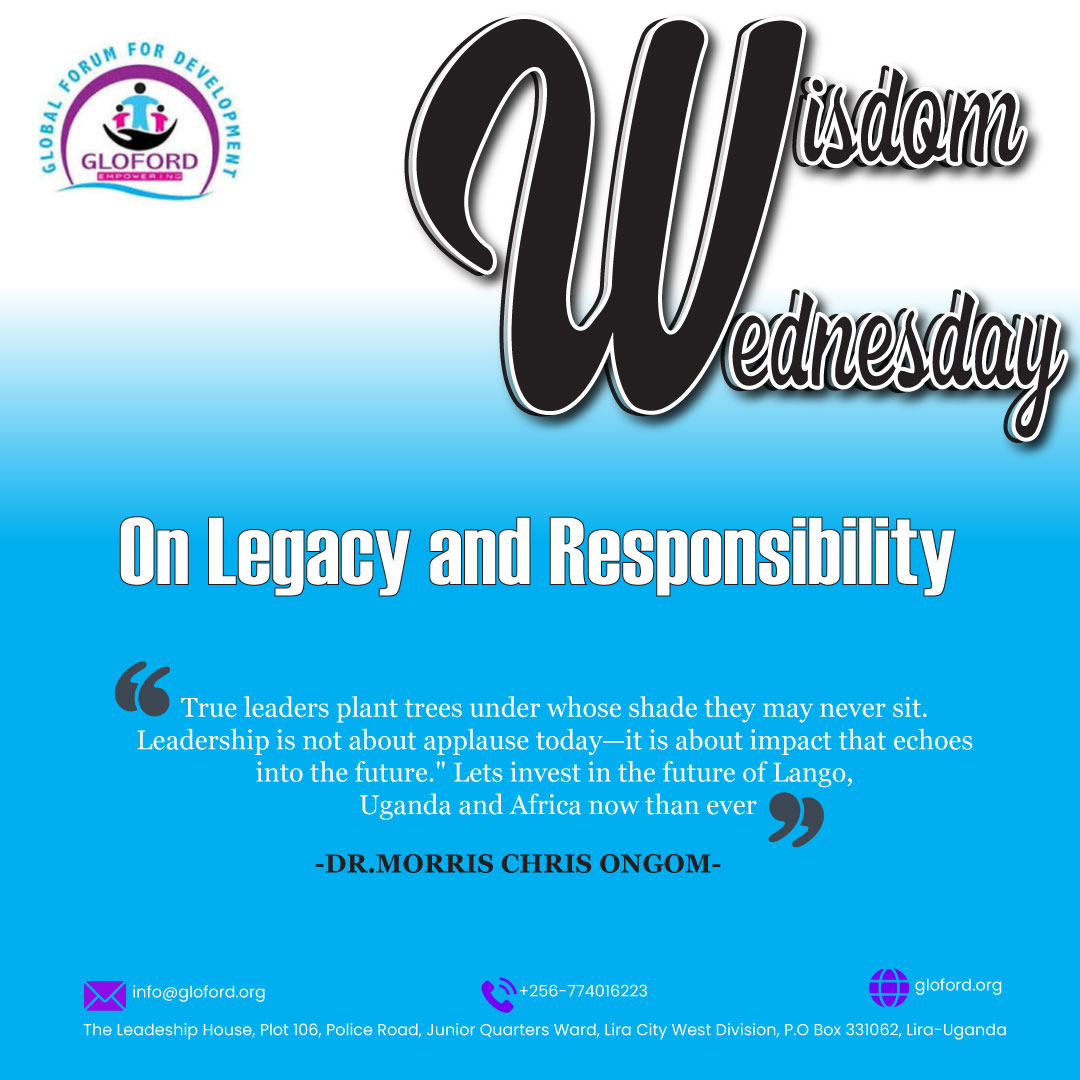 GLOBAL FORUM FOR DEVELOPMENT
GLOFORD
EMPOWERING
Wisdom
Wednesday
On Legacy and Responsibility
“ True leaders plant trees under whose shade they may never sit.
Leadership is not about applause today—it is about impact that echoes
into the future." Lets invest in the future of Lango,
Uganda and Africa now than ever ”
-DR.MORRIS CHRIS ONGOM-
info@gloford.org
+256-774016223
gloford.org
The Leadeship House, Plot 106, Police Road, Junior Quarters Ward, Lira City West Division, P.O Box 331062, Lira-Uganda